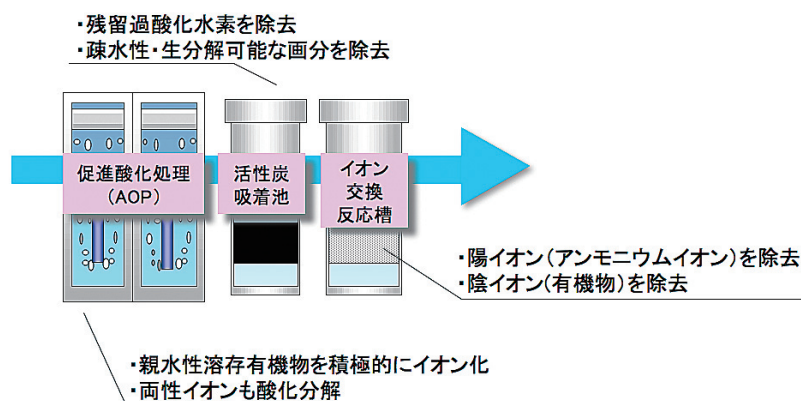 ・残留過酸化水素を除去
・疎水性・生分解可能な画分を除去
促進酸化処理
(AOP)
活性炭
吸着池
イオン
交換
反応槽
・陽イオン(アンモニウムイオン)を除去
・陰イオン(有機物)を除去
・親水性溶存有機物を積極的にイオン化
・両性イオンも酸化分解